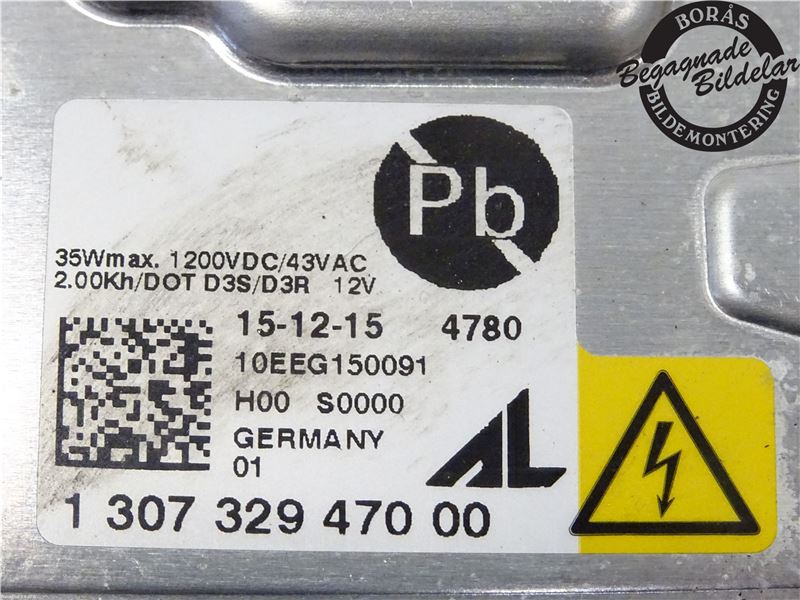 BORÅS
Begagnade
Bildelar
BILDEMONTERING
Pb
35Wmax. 1200VDC/43VAC
2.00Kh/DOT D3S/D3R 12V
15-12-15 4780
10EEG150091
H00 S0000
GERMANY
01
AL
1 307 329 470 00